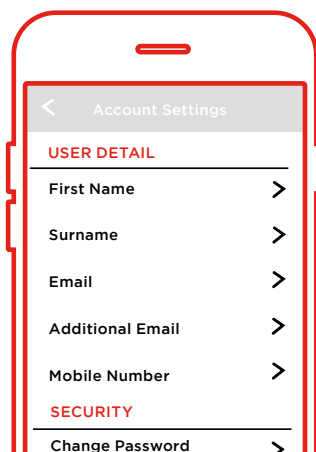 Account Settings
USER DETAIL
First Name
Surname
Email
Additional Email
Mobile Number
SECURITY
Change Password